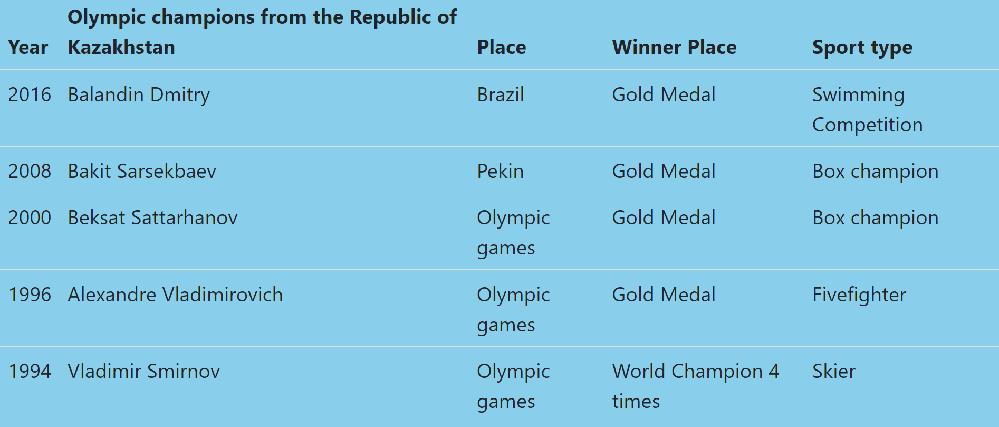 Year Olympic champions from the Republic of Kazakhstan Place Winner Place Sport type
2016 Balandin Dmitry Brazil Gold Medal Swimming Competition
2008 Bakit Sarsekbaev Pekin Gold Medal Box champion
2000 Beksat Sattarhanov Olympic games Gold Medal Box champion
1996 Alexandre Vladimirovich Olympic games Gold Medal Fivefighter
1994 Vladimir Smirnov Olympic games World Champion 4 times Skier